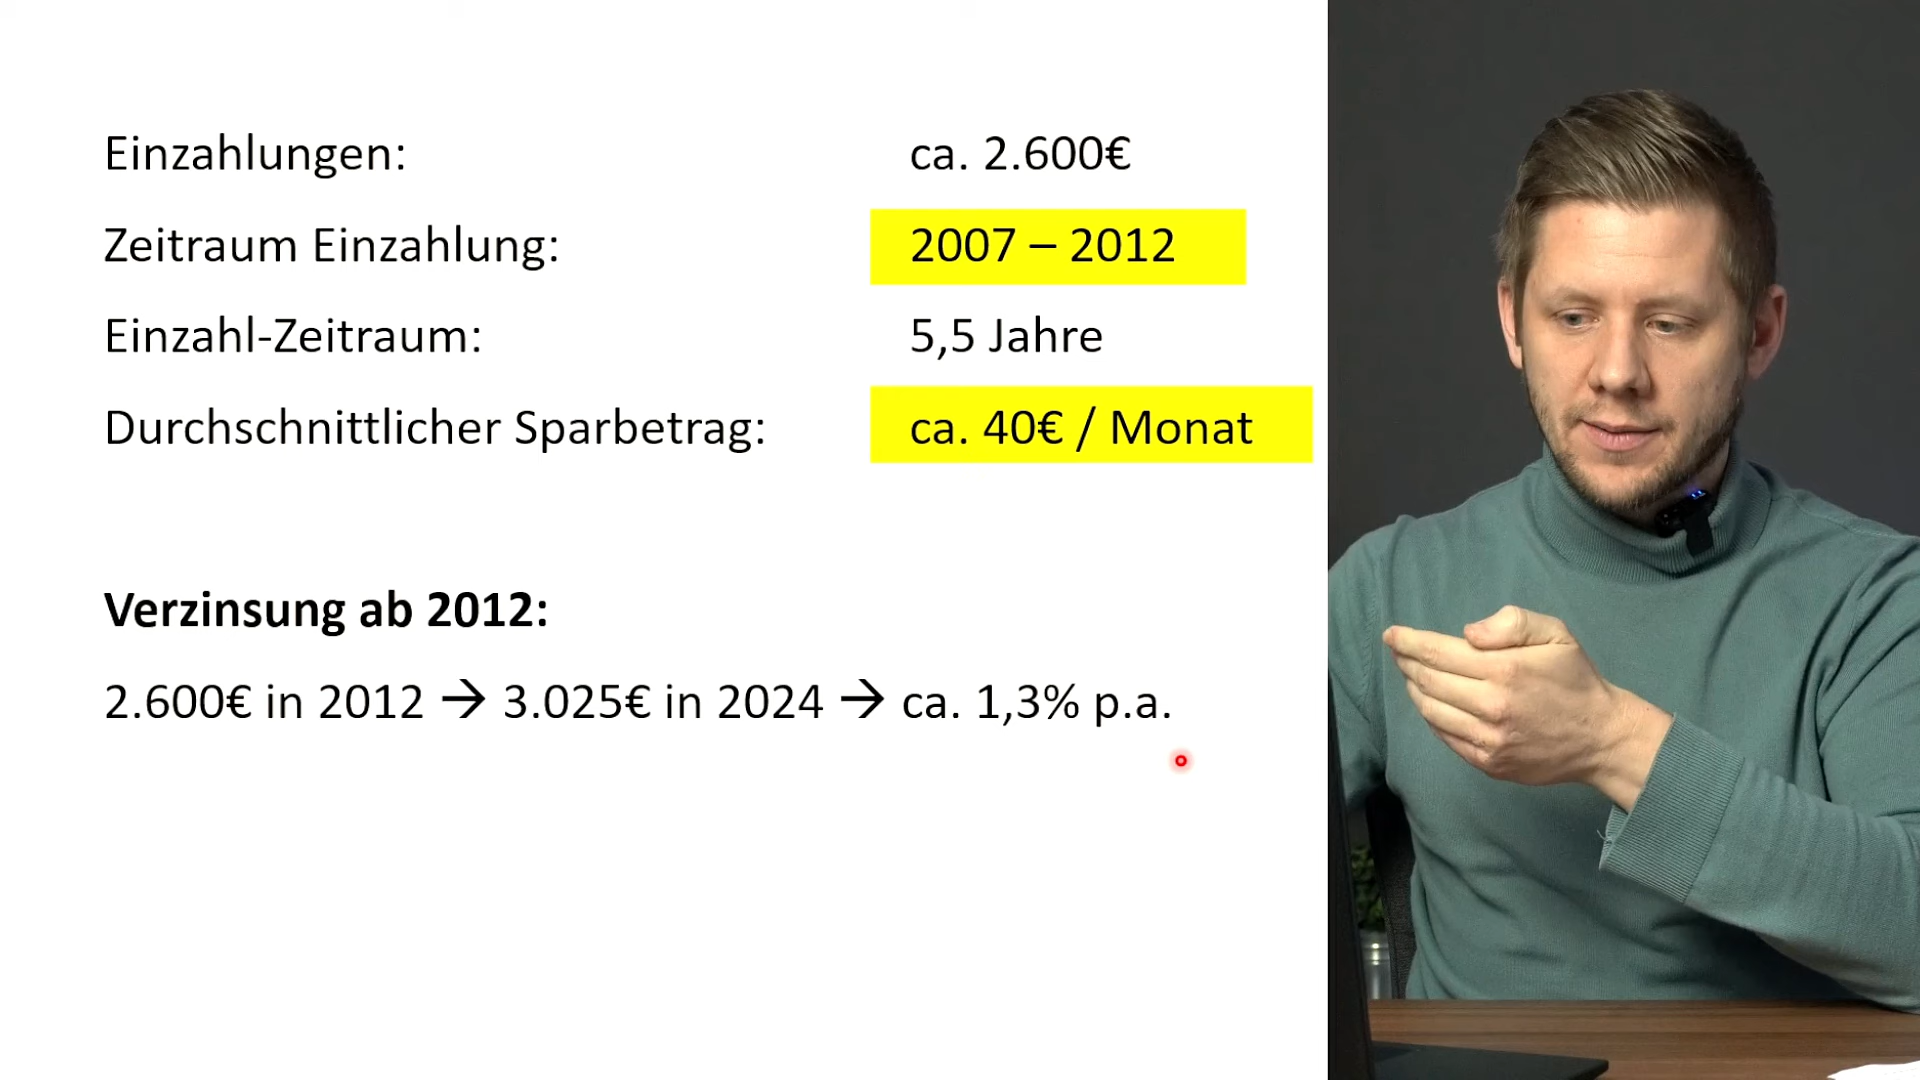 Einzahlungen: ca. 2.600€
Zeitraum Einzahlung: 2007 – 2012
Einzahl-Zeitraum: 5,5 Jahre
Durchschnittlicher Sparbetrag: ca. 40€ / Monat
Verzinsung ab 2012:
2.600€ in 2012 → 3.025€ in 2024 → ca. 1,3% p.a.